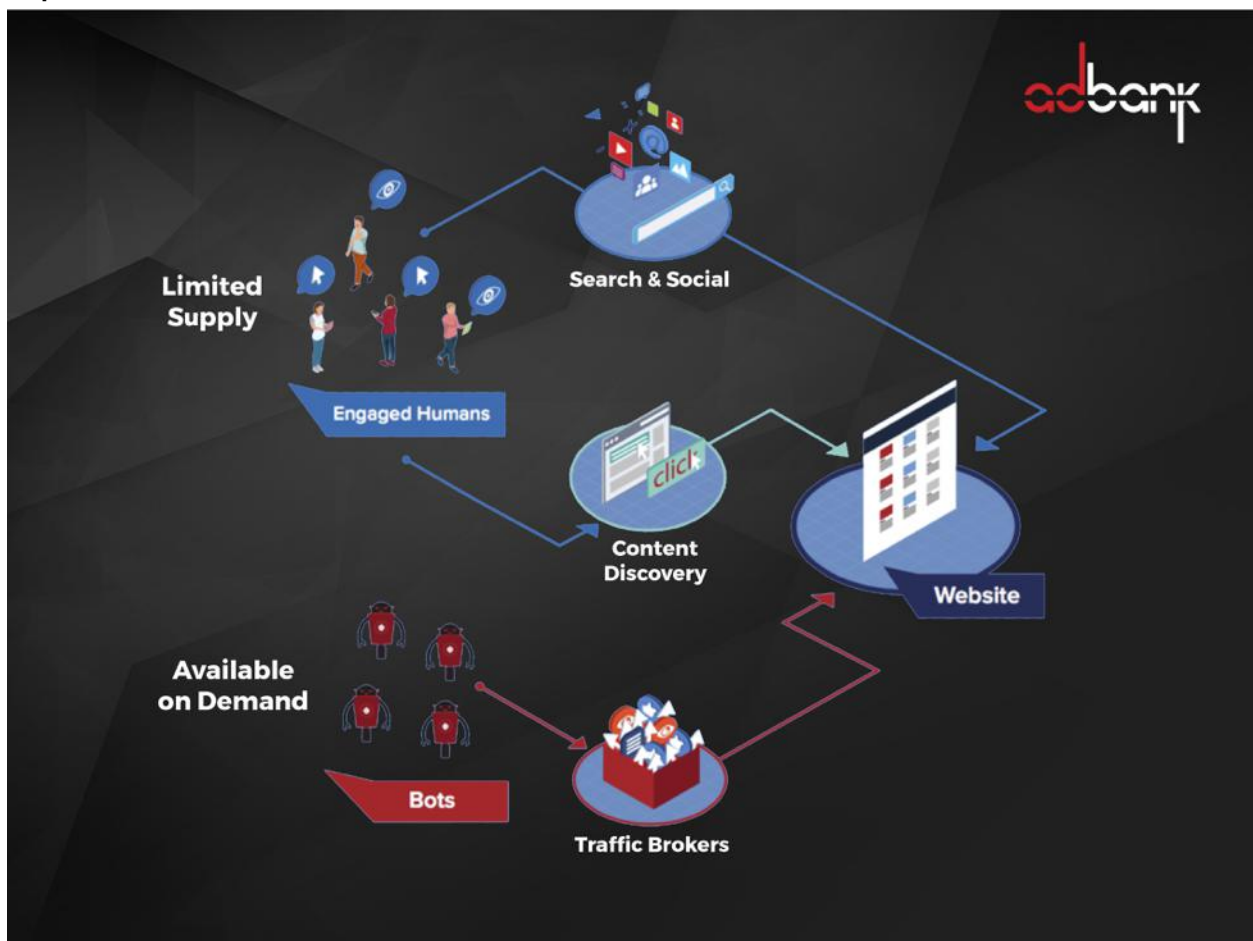 adbank
Limited
Supply
Search & Social
Engaged Humans
click
Content
Discovery
Website
Available
on Demand
Bots
Traffic Brokers